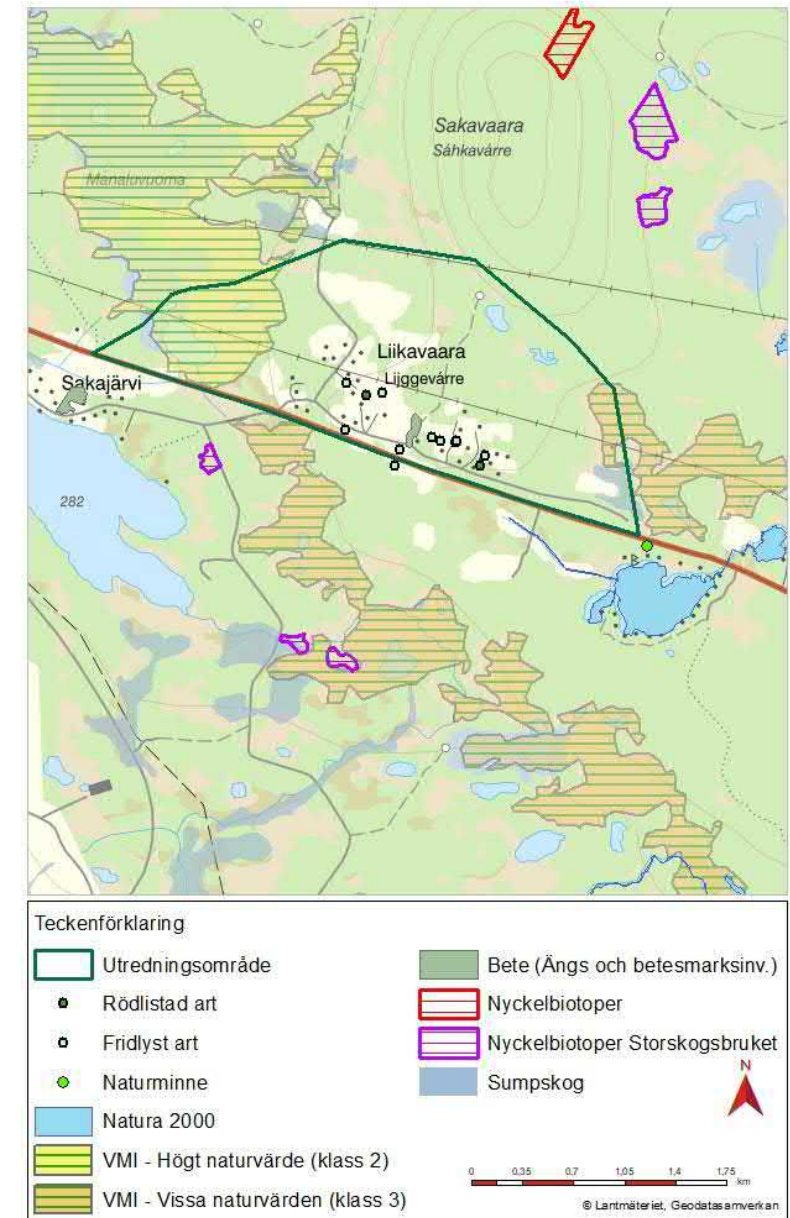 Sakavaara
Sáhkavárre
Manaluvuoma
Liikavaara
Lijggevárre
Sakajärvi
282
Teckenförklaring
Utredningsområde
Rödlistad art
Fridlyst art
Naturminne
Natura 2000
VMI - Högt naturvärde (klass 2)
VMI - Vissa naturvärden (klass 3)
Bete (Ängs och betesmarksinv.)
Nyckelbiotoper
Nyckelbiotoper Storskogsbruket
Sumpskog
N
0 0,35 0,7 1,05 1,4 1,75
km
© Lantmäteriet, Geodatasamverkan